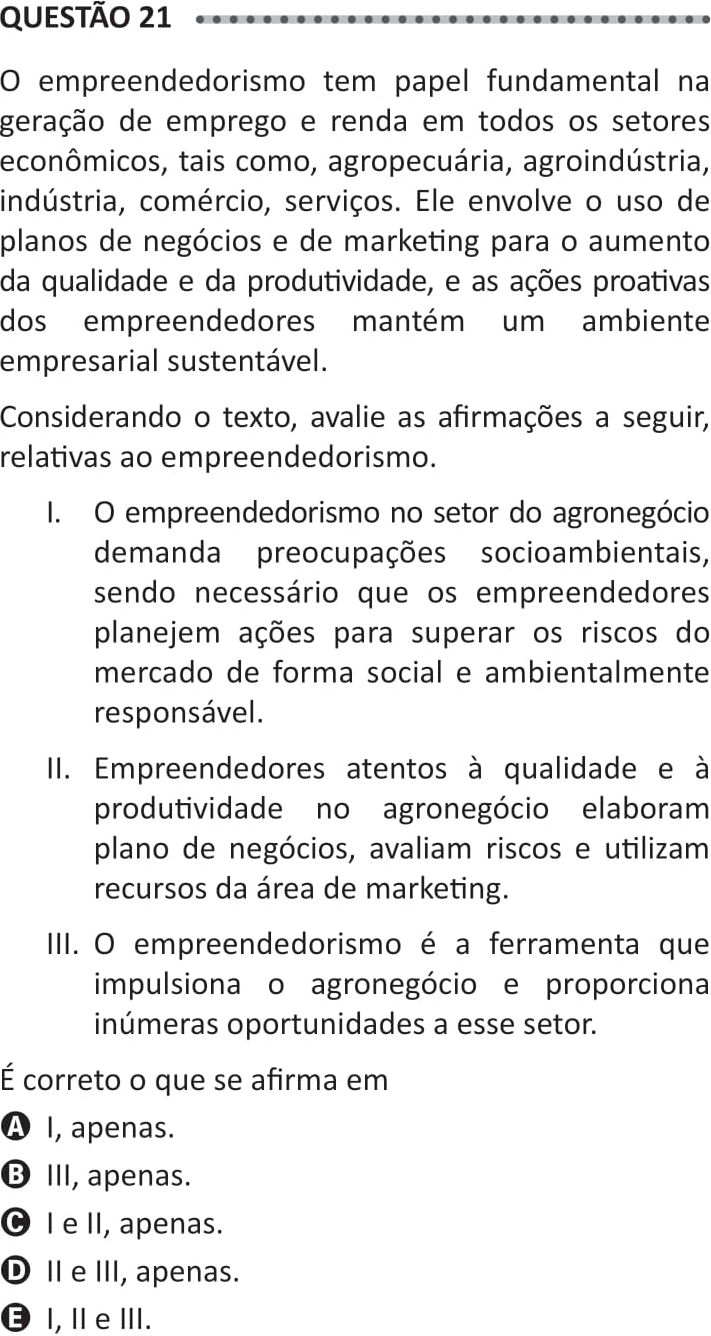 QUESTÃO 21
O empreendedorismo tem papel fundamental na
geração de emprego e renda em todos os setores
econômicos, tais como, agropecuária, agroindústria,
indústria, comércio, serviços. Ele envolve o uso de
planos de negócios e de marketing para o aumento
da qualidade e da produtividade, e as ações proativas
dos empreendedores mantém um ambiente
empresarial sustentável.
Considerando o texto, avalie as afirmações a seguir,
relativas ao empreendedorismo.
I. O empreendedorismo no setor do agronegócio
demanda preocupações socioambientais,
sendo necessário que os empreendedores
planejem ações para superar os riscos do
mercado de forma social e ambientalmente
responsável.
II. Empreendedores atentos à qualidade e à
produtividade no agronegócio elaboram
plano de negócios, avaliam riscos e utilizam
recursos da área de marketing.
III. O empreendedorismo é a ferramenta que
impulsiona o agronegócio e proporciona
inúmeras oportunidades a esse setor.
É correto o que se afirma em
A I, apenas.
B III, apenas.
C I e II, apenas.
D II e III, apenas.
E I, II e III.